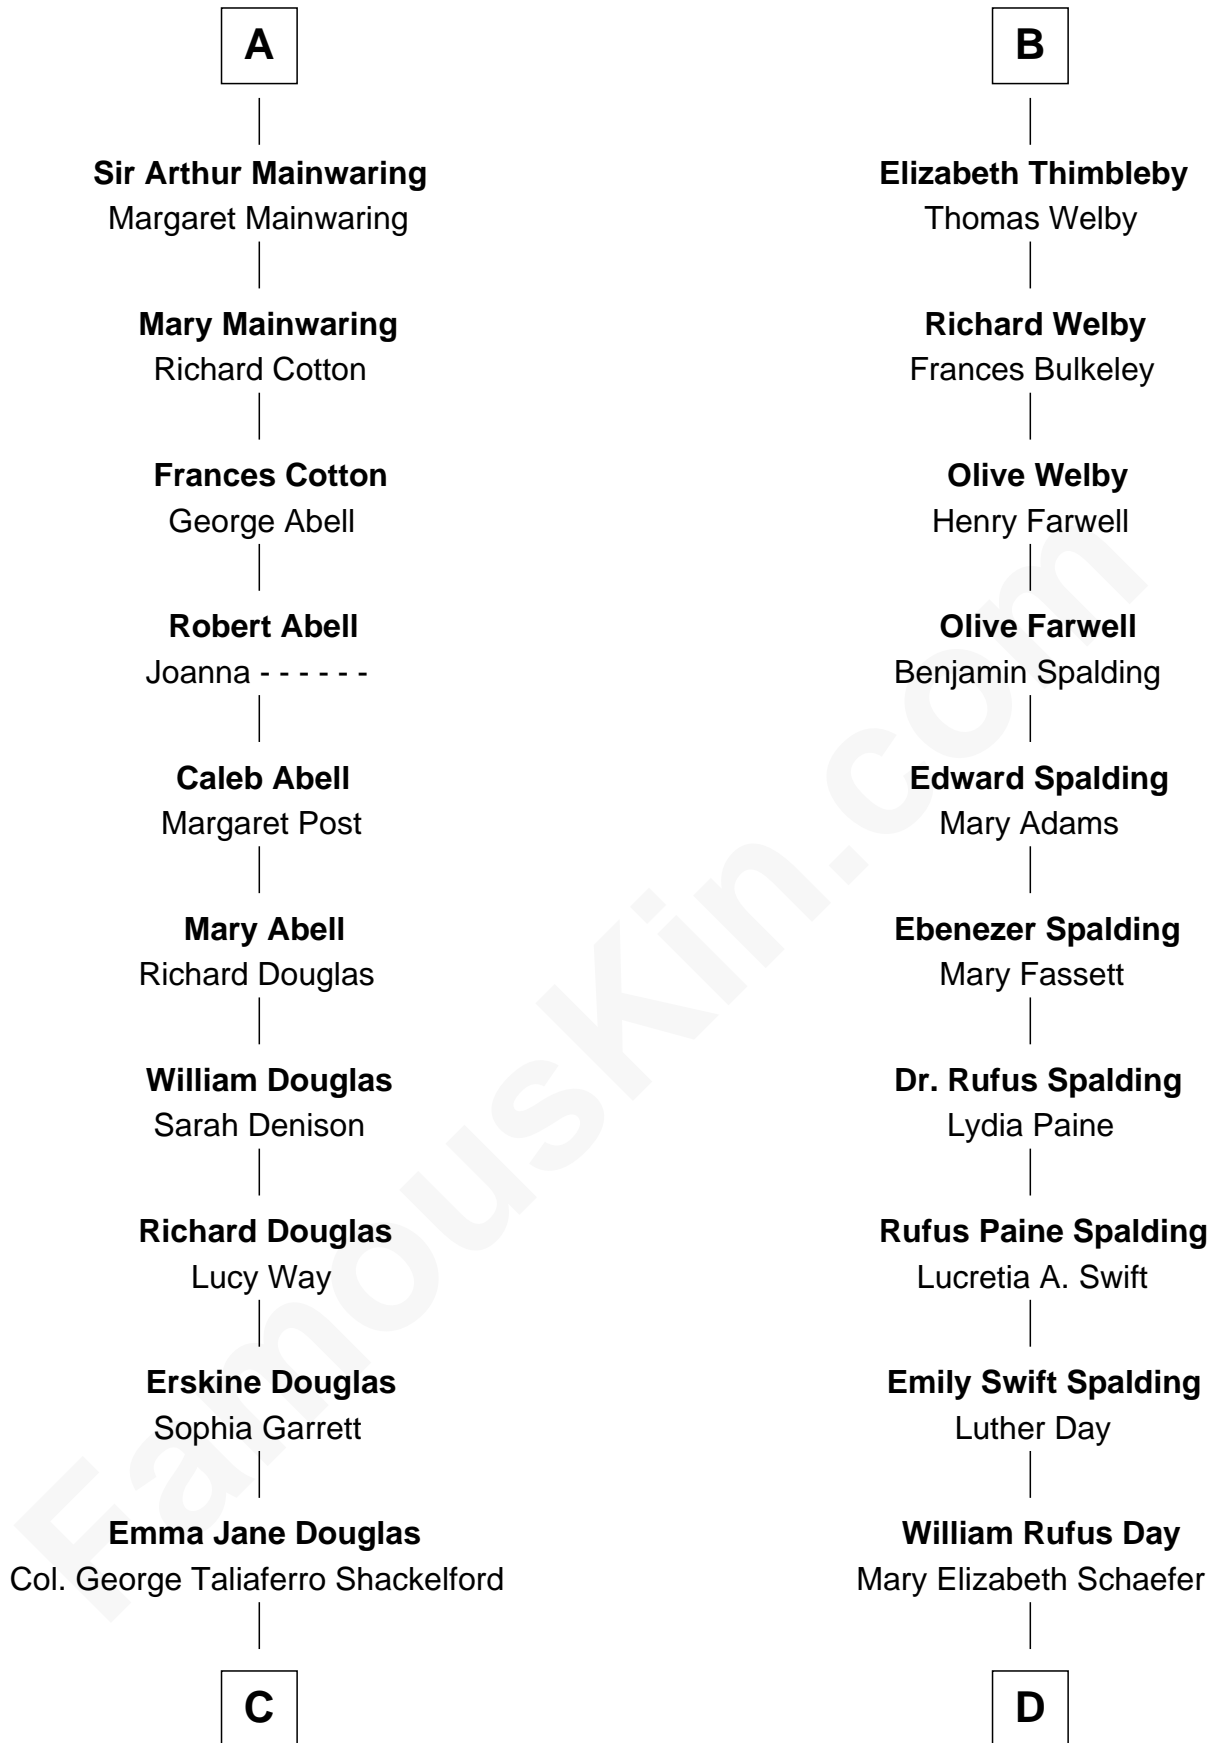 A
Sir Arthur Mainwaring
Margaret Mainwaring
Mary Mainwaring
Richard Cotton
Frances Cotton
George Abell
Robert Abell
Joanna - - - - - -
Caleb Abell
Margaret Post
Mary Abell
Richard Douglas
William Douglas
Sarah Denison
Richard Douglas
Lucy Way
Erskine Douglas
Sophia Garrett
Emma Jane Douglas
Col. George Taliaferro Shackelford
C
B
Elizabeth Thimbleby
Thomas Welby
Richard Welby
Frances Bulkeley
Olive Welby
Henry Farwell
Olive Farwell
Benjamin Spalding
Edward Spalding
Mary Adams
Ebenezer Spalding
Mary Fassett
Dr. Rufus Spalding
Lydia Paine
Rufus Paine Spalding
Lucretia A. Swift
Emily Swift Spalding
Luther Day
William Rufus Day
Mary Elizabeth Schaefer
D
FamousKin.com